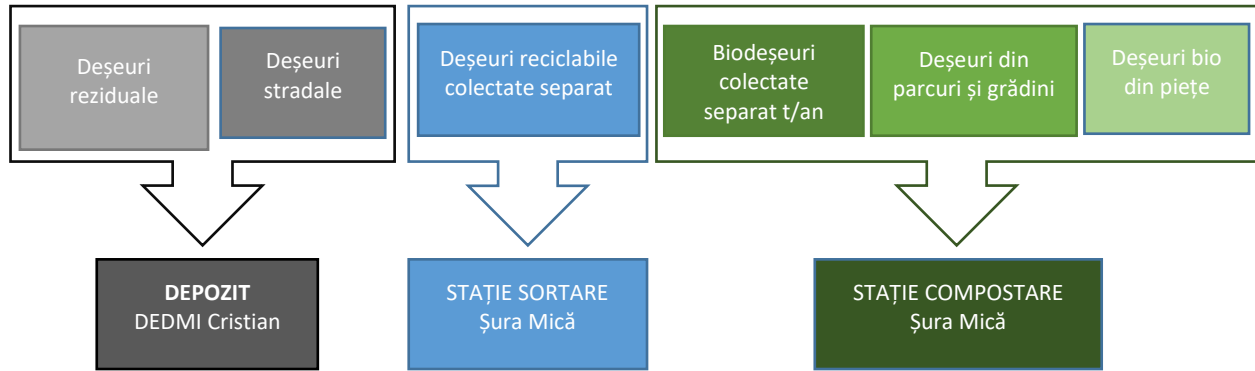 Deșeuri
reziduale
Deșeuri
stradale
Deșeuri reciclabile
colectate separat
Biodeșeuri
colectate
separat t/an
Deșeuri din
parcuri și grădini
Deșeuri bio
din piețe
DEPOZIT
DEDMI Cristian
STAȚIE SORTARE
Șura Mică
STAȚIE COMPOSTARE
Șura Mică